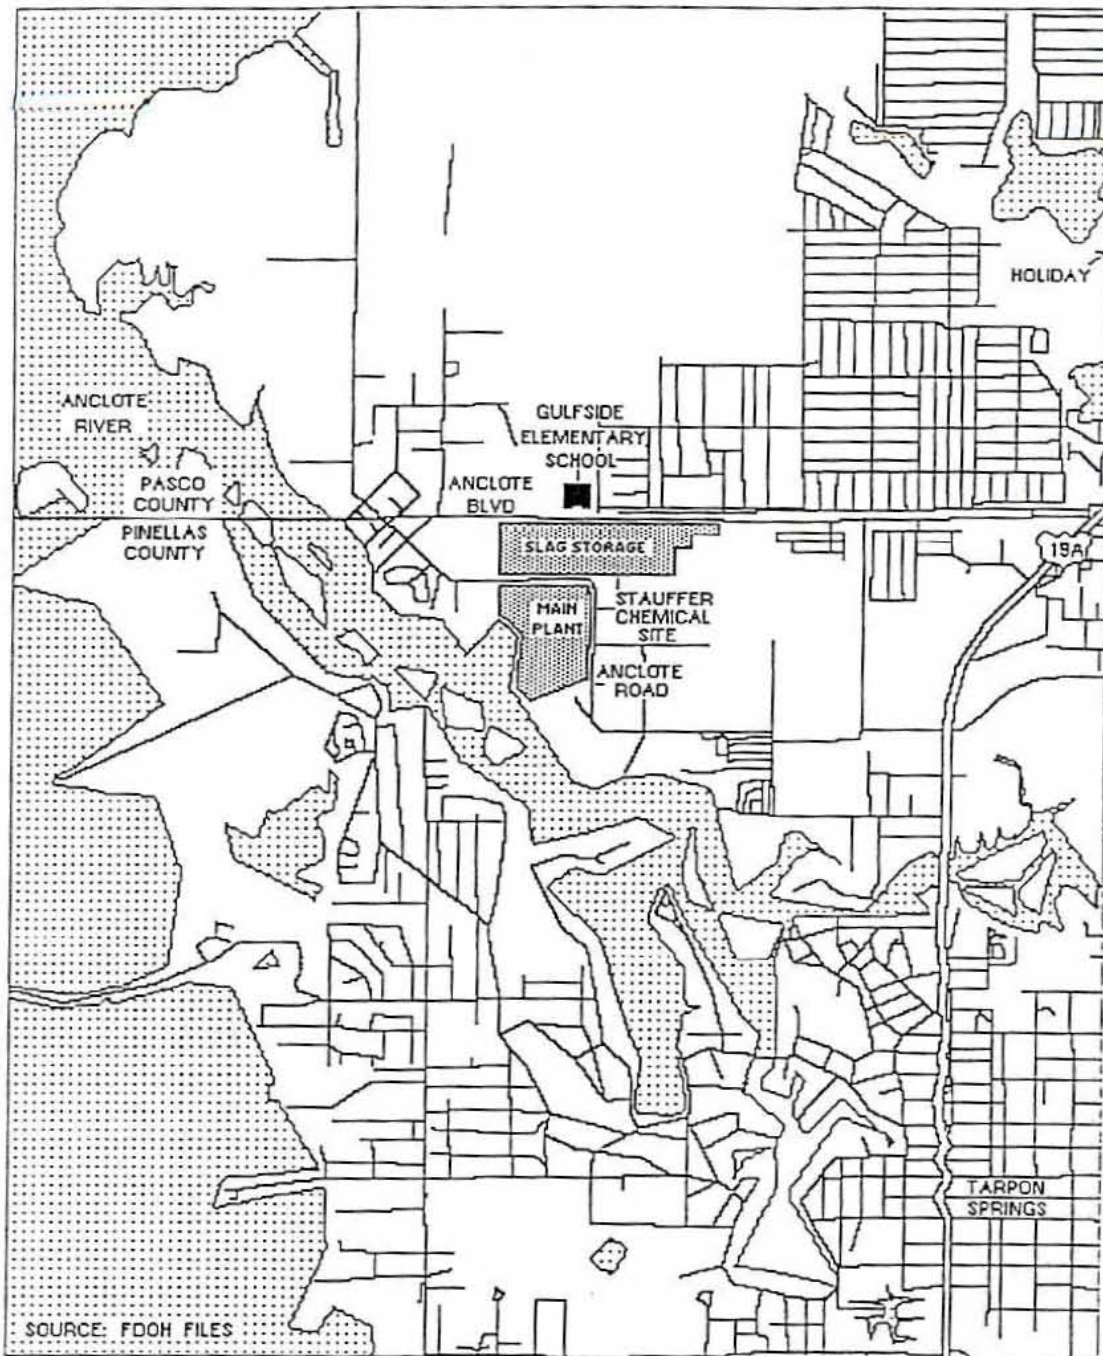 HOLIDAY
ANCLOTE
RIVER
GULFSIDE
ELEMENTARY
SCHOOL
PASCO
COUNTY
ANCLOTE
BLVD
PINELLAS
COUNTY
SLAG STORAGE
19A
MAIN
PLANT
STAUFFER
CHEMICAL
SITE
ANCLOTE
ROAD
TARPON
SPRINGS
SOURCE: FDOH FILES